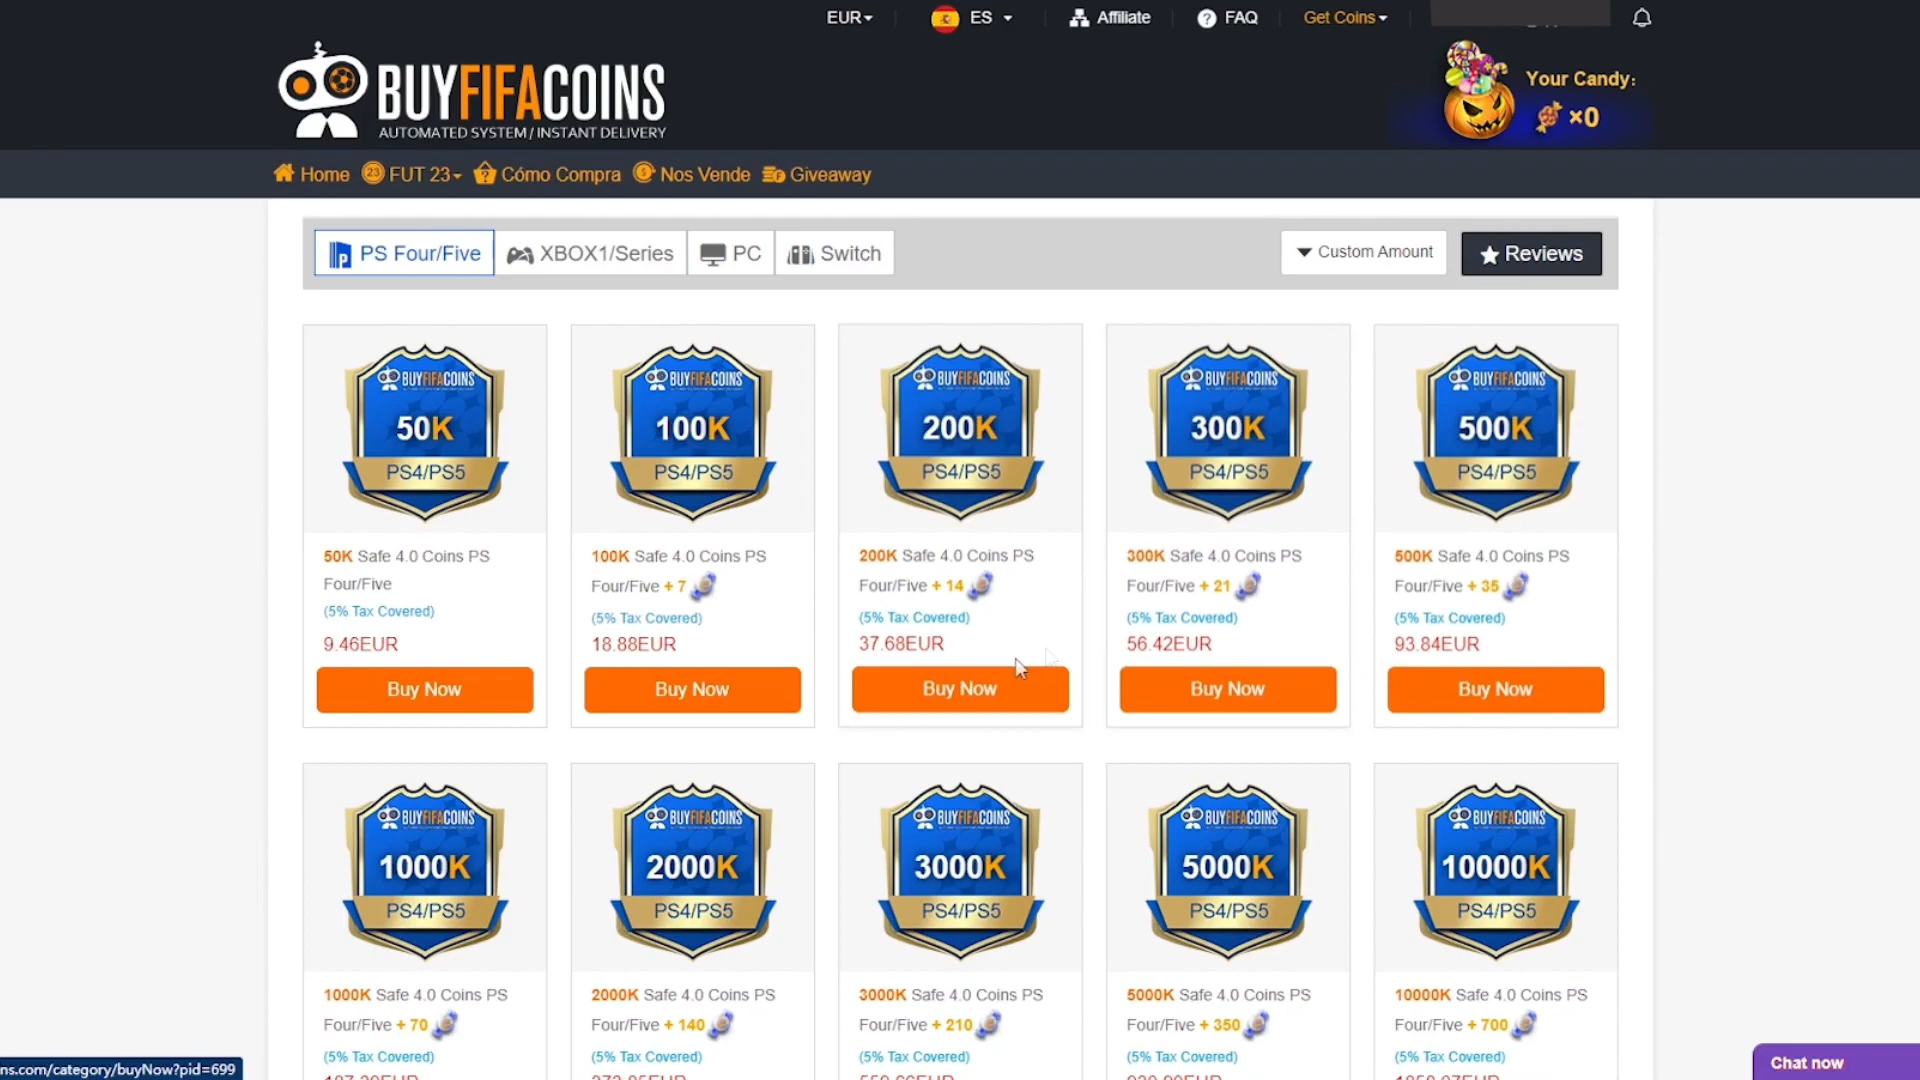 EUR
ES
Affiliate
FAQ
Get Coins
BUYFIFACOINS
AUTOMATED SYSTEM / INSTANT DELIVERY
Your Candy:
×0
Home
23 FUT 23
Cómo Compra
Nos Vende
Giveaway
PS Four/Five
XBOX1/Series
PC
Switch
Custom Amount
Reviews
BUYFIFACOINS
50K
PS4/PS5
50K Safe 4.0 Coins PS
Four/Five
(5% Tax Covered)
9.46EUR
Buy Now
BUYFIFACOINS
100K
PS4/PS5
100K Safe 4.0 Coins PS
Four/Five + 7
(5% Tax Covered)
18.88EUR
Buy Now
BUYFIFACOINS
200K
PS4/PS5
200K Safe 4.0 Coins PS
Four/Five + 14
(5% Tax Covered)
37.68EUR
Buy Now
BUYFIFACOINS
300K
PS4/PS5
300K Safe 4.0 Coins PS
Four/Five + 21
(5% Tax Covered)
56.42EUR
Buy Now
BUYFIFACOINS
500K
PS4/PS5
500K Safe 4.0 Coins PS
Four/Five + 35
(5% Tax Covered)
93.84EUR
Buy Now
BUYFIFACOINS
1000K
PS4/PS5
1000K Safe 4.0 Coins PS
Four/Five + 70
(5% Tax Covered)
BUYFIFACOINS
2000K
PS4/PS5
2000K Safe 4.0 Coins PS
Four/Five + 140
(5% Tax Covered)
BUYFIFACOINS
3000K
PS4/PS5
3000K Safe 4.0 Coins PS
Four/Five + 210
(5% Tax Covered)
BUYFIFACOINS
5000K
PS4/PS5
5000K Safe 4.0 Coins PS
Four/Five + 350
(5% Tax Covered)
BUYFIFACOINS
10000K
PS4/PS5
10000K Safe 4.0 Coins PS
Four/Five + 700
(5% Tax Covered)
ns.com/category/buyNow?pid=699
Chat now